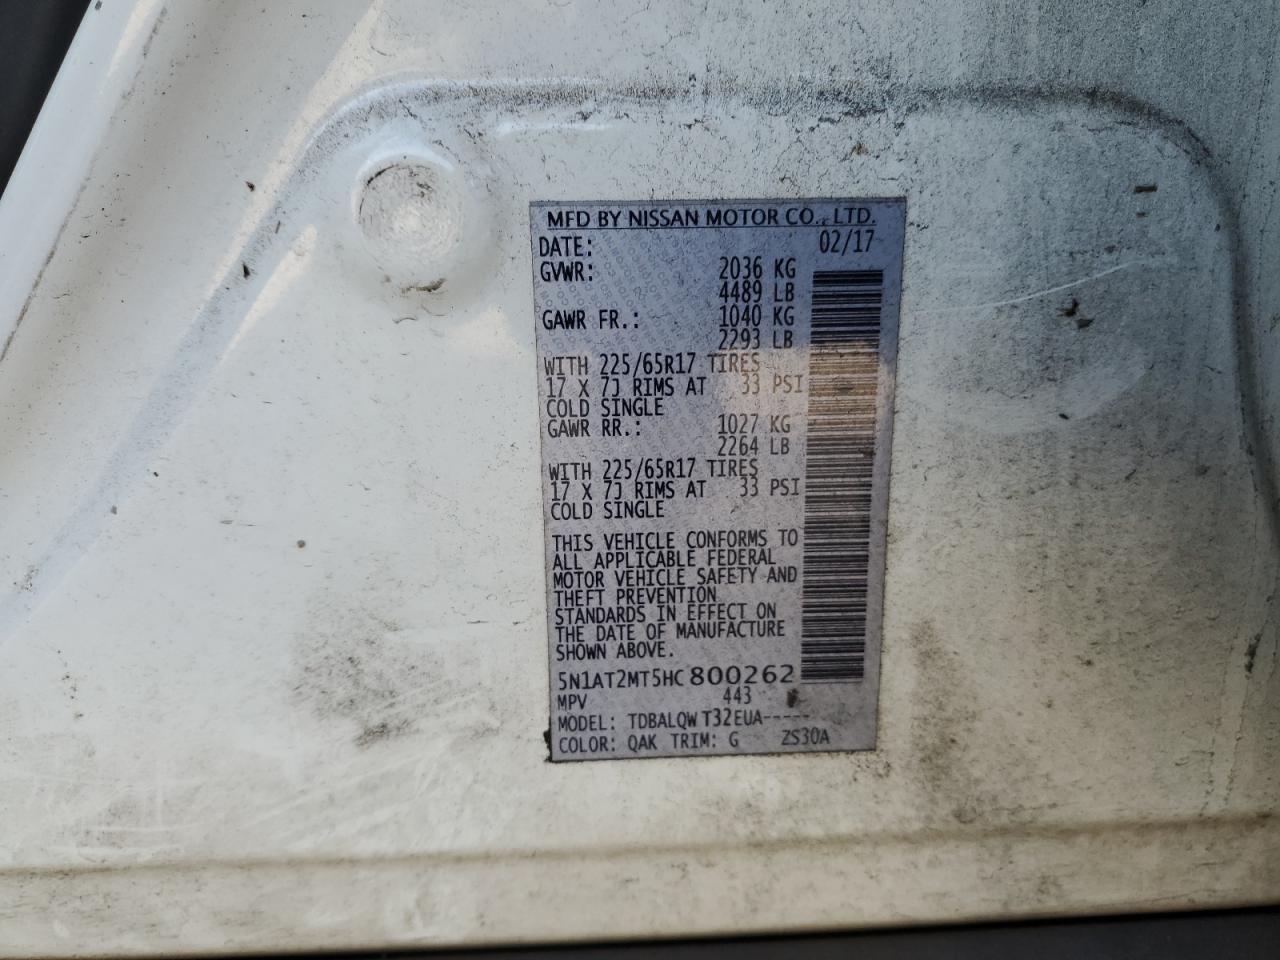 MFD BY NISSAN MOTOR CO., LTD.
DATE: 02/17
GVWR: 2036 KG
4489 LB
GAWR FR.: 1040 KG
2293 LB
WITH 225/65R17 TIRES
17 X 7J RIMS AT 33 PSI
COLD SINGLE
GAWR RR.: 1027 KG
2264 LB
WITH 225/65R17 TIRES
17 X 7J RIMS AT 33 PSI
COLD SINGLE
THIS VEHICLE CONFORMS TO
ALL APPLICABLE FEDERAL
MOTOR VEHICLE SAFETY AND
THEFT PREVENTION
STANDARDS IN EFFECT ON
THE DATE OF MANUFACTURE
SHOWN ABOVE.
5N1AT2MT5HC800262
MPV 443
MODEL: TDBALQW T32EUA-----
COLOR: QAK TRIM: G ZS30A